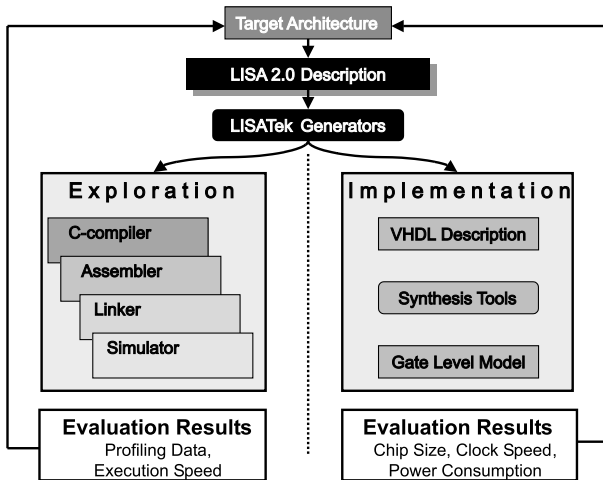 Target Architecture
LISA 2.0 Description
LISATek Generators
Exploration
C-compiler
Assembler
Linker
Simulator
Evaluation Results
Profiling Data,
Execution Speed
Implementation
VHDL Description
Synthesis Tools
Gate Level Model
Evaluation Results
Chip Size, Clock Speed,
Power Consumption